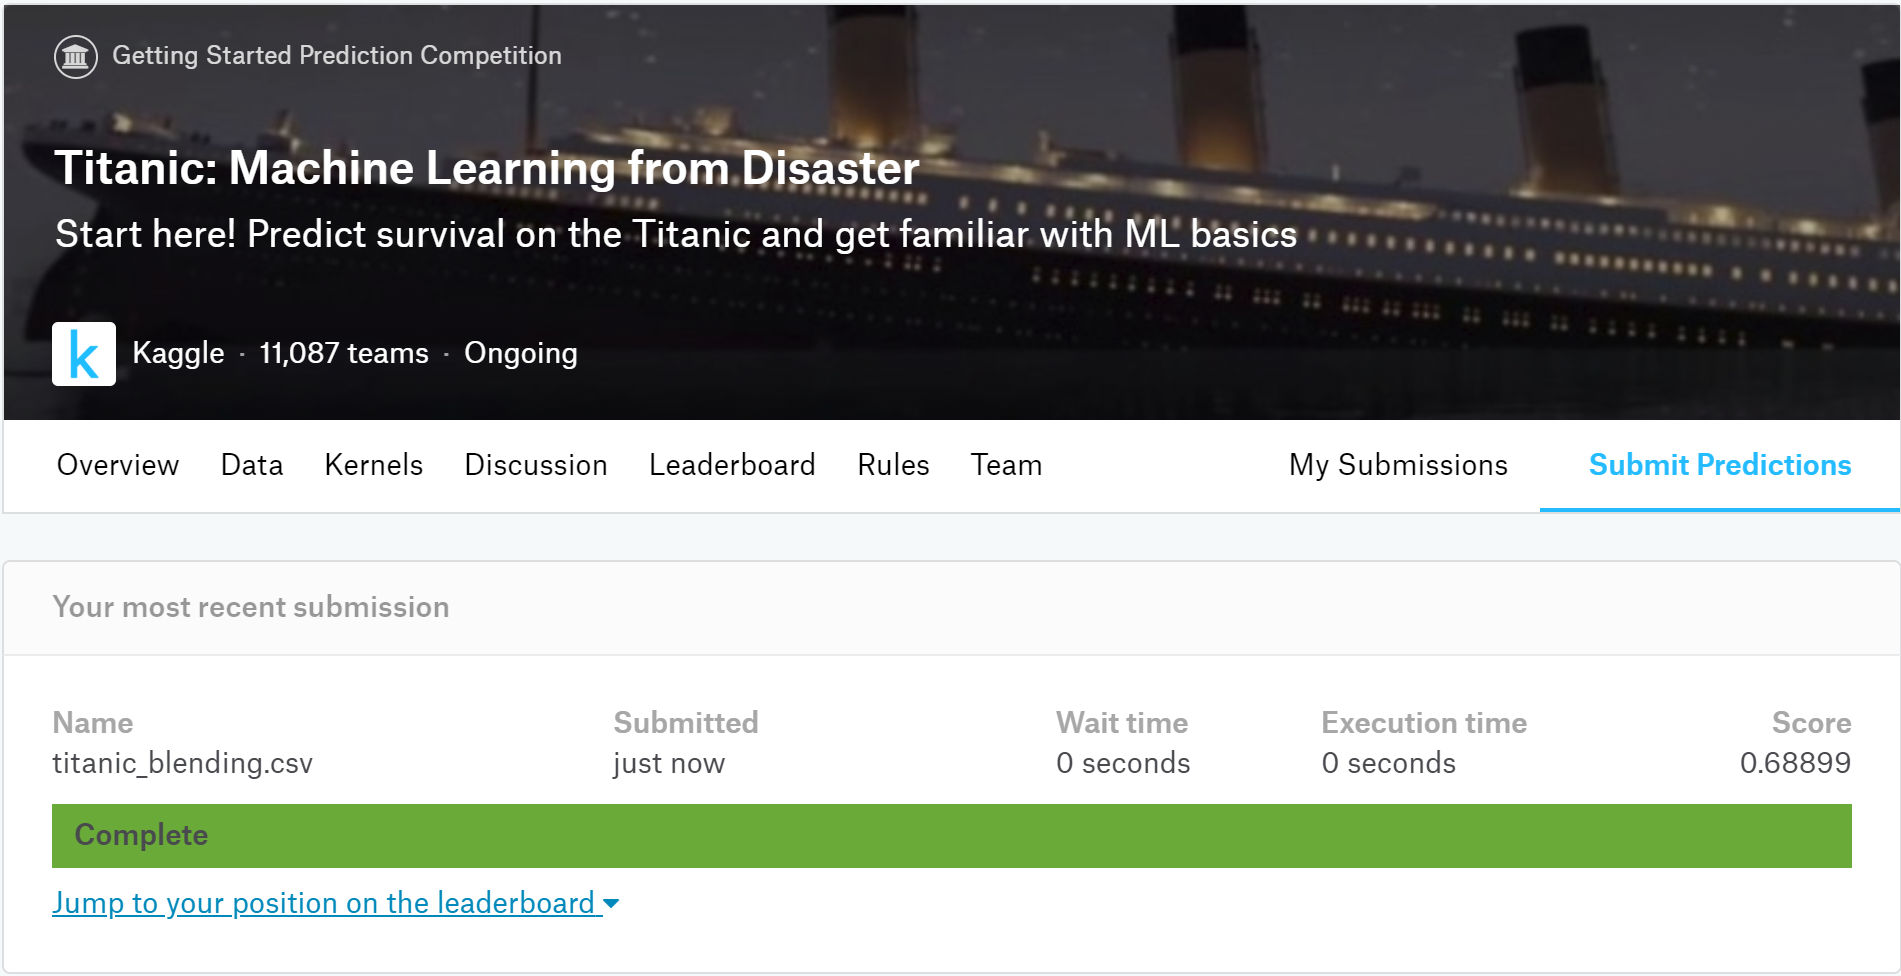 Getting Started Prediction Competition
Titanic: Machine Learning from Disaster
Start here! Predict survival on the Titanic and get familiar with ML basics
k Kaggle · 11,087 teams · Ongoing
Overview Data Kernels Discussion Leaderboard Rules Team My Submissions Submit Predictions
Your most recent submission
Name Submitted Wait time Execution time Score
titanic_blending.csv just now 0 seconds 0 seconds 0.68899
Complete
Jump to your position on the leaderboard